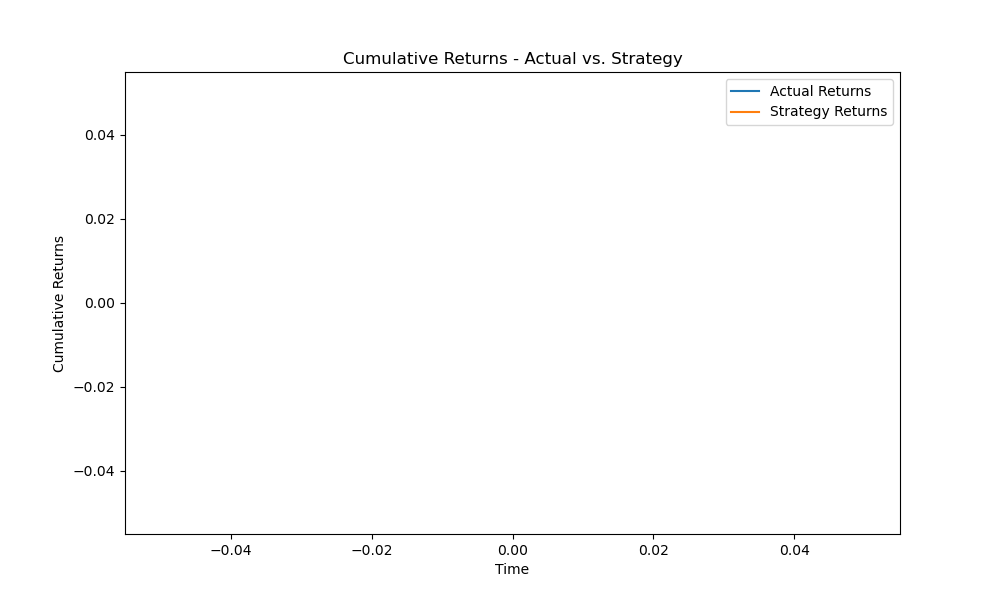 Cumulative Returns - Actual vs. Strategy
Actual Returns
Strategy Returns
Cumulative Returns
0.04
0.02
0.00
−0.02
−0.04
−0.04 −0.02 0.00 0.02 0.04
Time